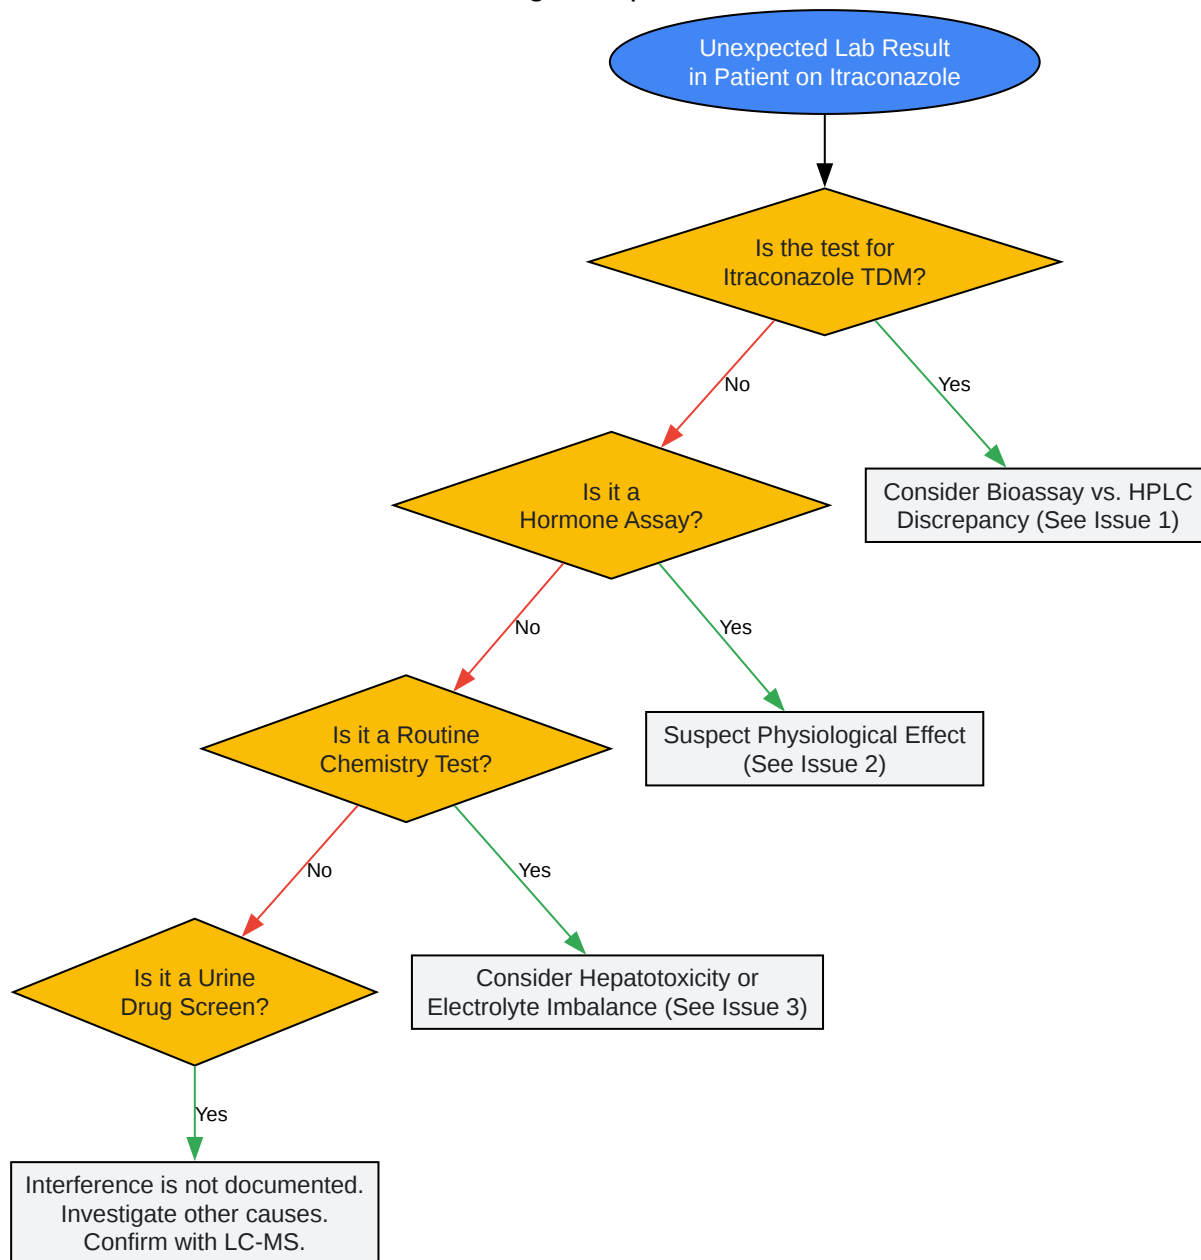 Unexpected Lab Result
in Patient on Itraconazole
Is the test for
Itraconazole TDM?
No
Yes
Is it a
Hormone Assay?
Consider Bioassay vs. HPLC
Discrepancy (See Issue 1)
No
Yes
Is it a Routine
Chemistry Test?
Suspect Physiological Effect
(See Issue 2)
No
Yes
Is it a Urine
Drug Screen?
Consider Hepatotoxicity or
Electrolyte Imbalance (See Issue 3)
Yes
Interference is not documented.
Investigate other causes.
Confirm with LC-MS.